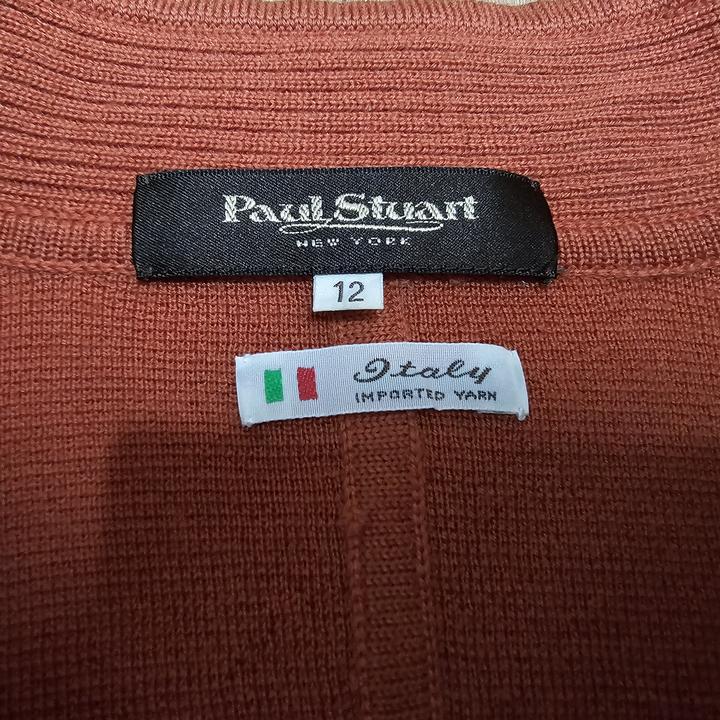 Paul Stuart
NEW YORK
12
Italy
IMPORTED YARN